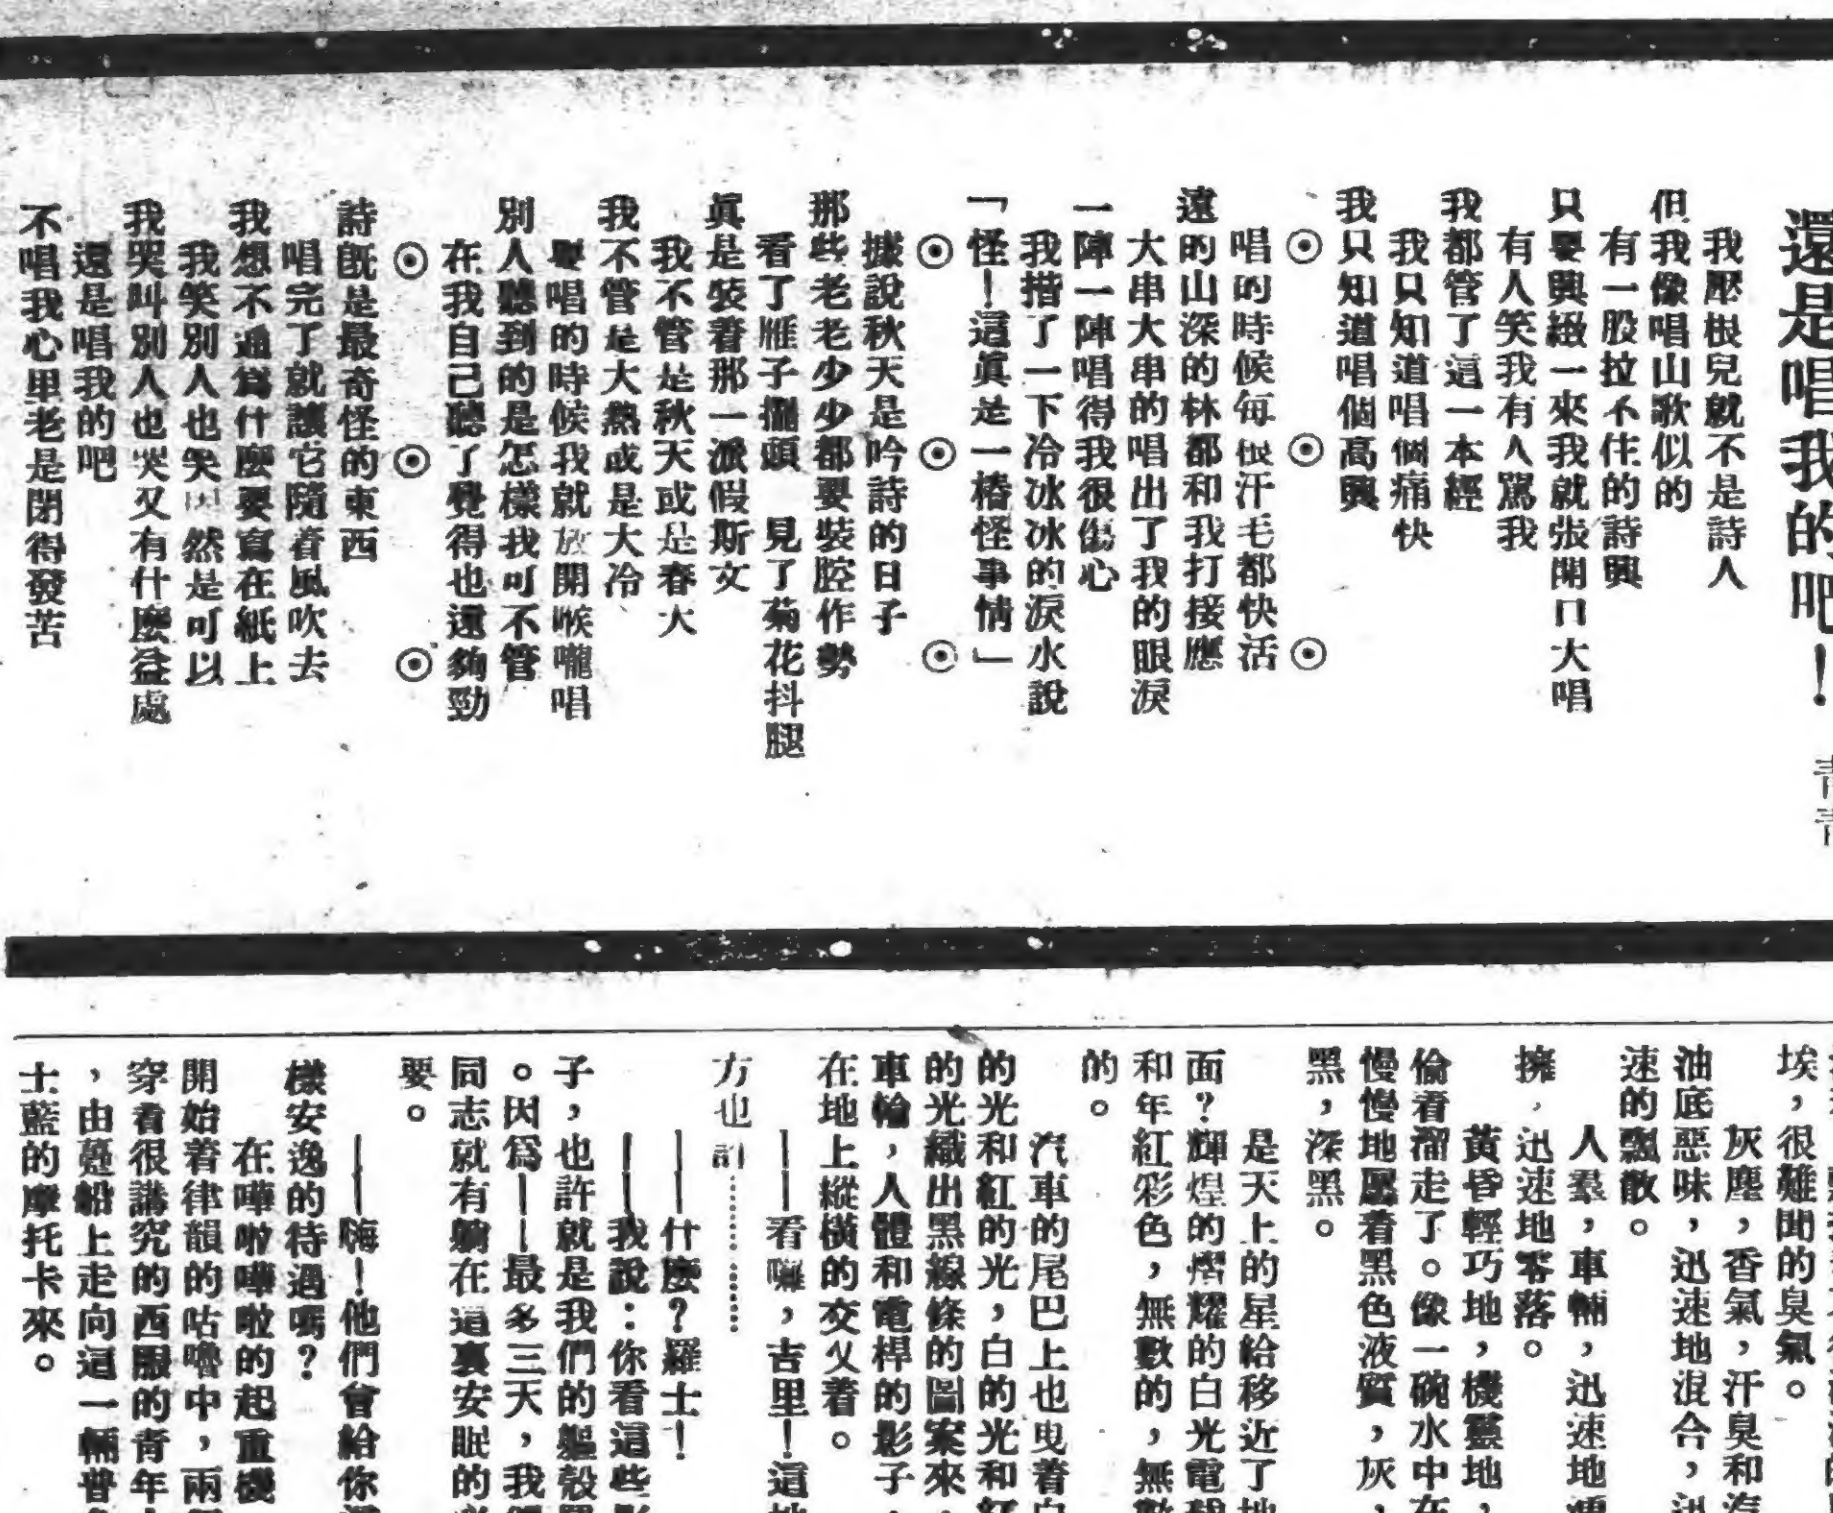 還是唱我的吧！
我壓根兒就不是詩人
但我像唱山歌似的
有一股拉不住的詩興
只要興緻一來我就張開口大唱
有人笑我有人罵我
我都管了這一本經
我只知道唱個痛快
我只知道唱個高興
⊙ ⊙ ⊙
唱的時候每根汗毛都快活
遠的山深的林都和我打接應
大串大串的唱出了我的眼淚
一陣一陣唱得我很傷心
我揩了一下冷冰冰的淚水說
「怪！這眞是一樁怪事情」
⊙ ⊙ ⊙
據說秋天是吟詩的日子
那些老老少少都要裝腔作勢
看了雁子擺頭　見了菊花抖腿
眞是裝着那一派假斯文
我不管是秋天或是春天
我不管是大熱或是大冷
要唱的時候我就放開喉嚨唱
別人聽到的是怎樣我可不管
在我自己聽了覺得也還夠勁
⊙ ⊙ ⊙
詩旣是最奇怪的東西
唱完了就讓它隨着風吹去
我想不通爲什麼要寫在紙上
我笑別人也笑固然是可以
我哭叫別人也哭又有什麼益處
還是唱我的吧
不唱我心里老是閉得發苦
埃，很難聞的臭氣。
灰塵，香氣，汗臭和汽
油底惡味，迅速地混合，迅
速的飄散。
人羣，車輛，迅速地
擁，迅速地零落。
黃昏輕巧地，機靈地，
偷着溜走了。像一碗水中在
慢慢地屬着黑色液質，灰，
黑，深黑。
是天上的星給移近了地
面？輝煌的熠耀的白光電
和年紅彩色，無數的，無數
的。
汽車的尾巴上也曳着白
的光和紅的光，白的光和紅
的光織出黑線條的圖案來，
車輪，人體和電桿的影子，
在地上縱橫的交乂着。
——看囉，吉里！這地
方也討…………
——什麼？羅士！
——我說：你看這些影
子，也許就是我們的軀殼
。因爲——最多三天，我
同志就有躺在這裏安眠的必
要。
——嗨！他們會給你這
樣安逸的待遇嗎？
在嘩啦嘩啦的起重機
開始着律韻的咕嚕中，兩個
穿着很講究的西服的青年，
，由躉船上走向這一輛普
士藍的摩托卡來。